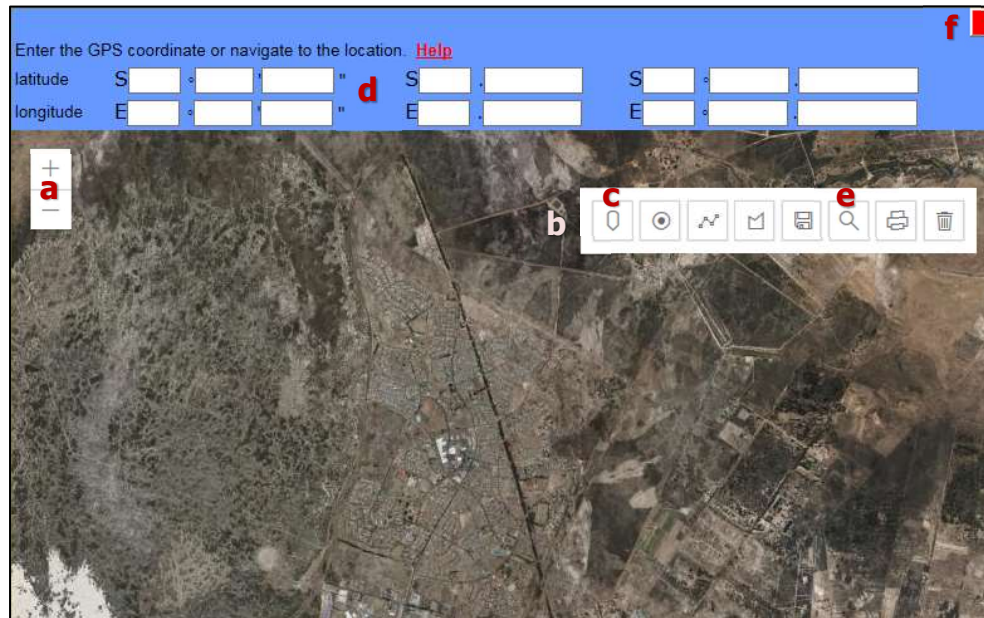 f
Enter the GPS coordinate or navigate to the location. Help
latitude S ° ' " S . S ° .
d
longitude E ° ' " E . E ° .
+
a
−
b
c
e